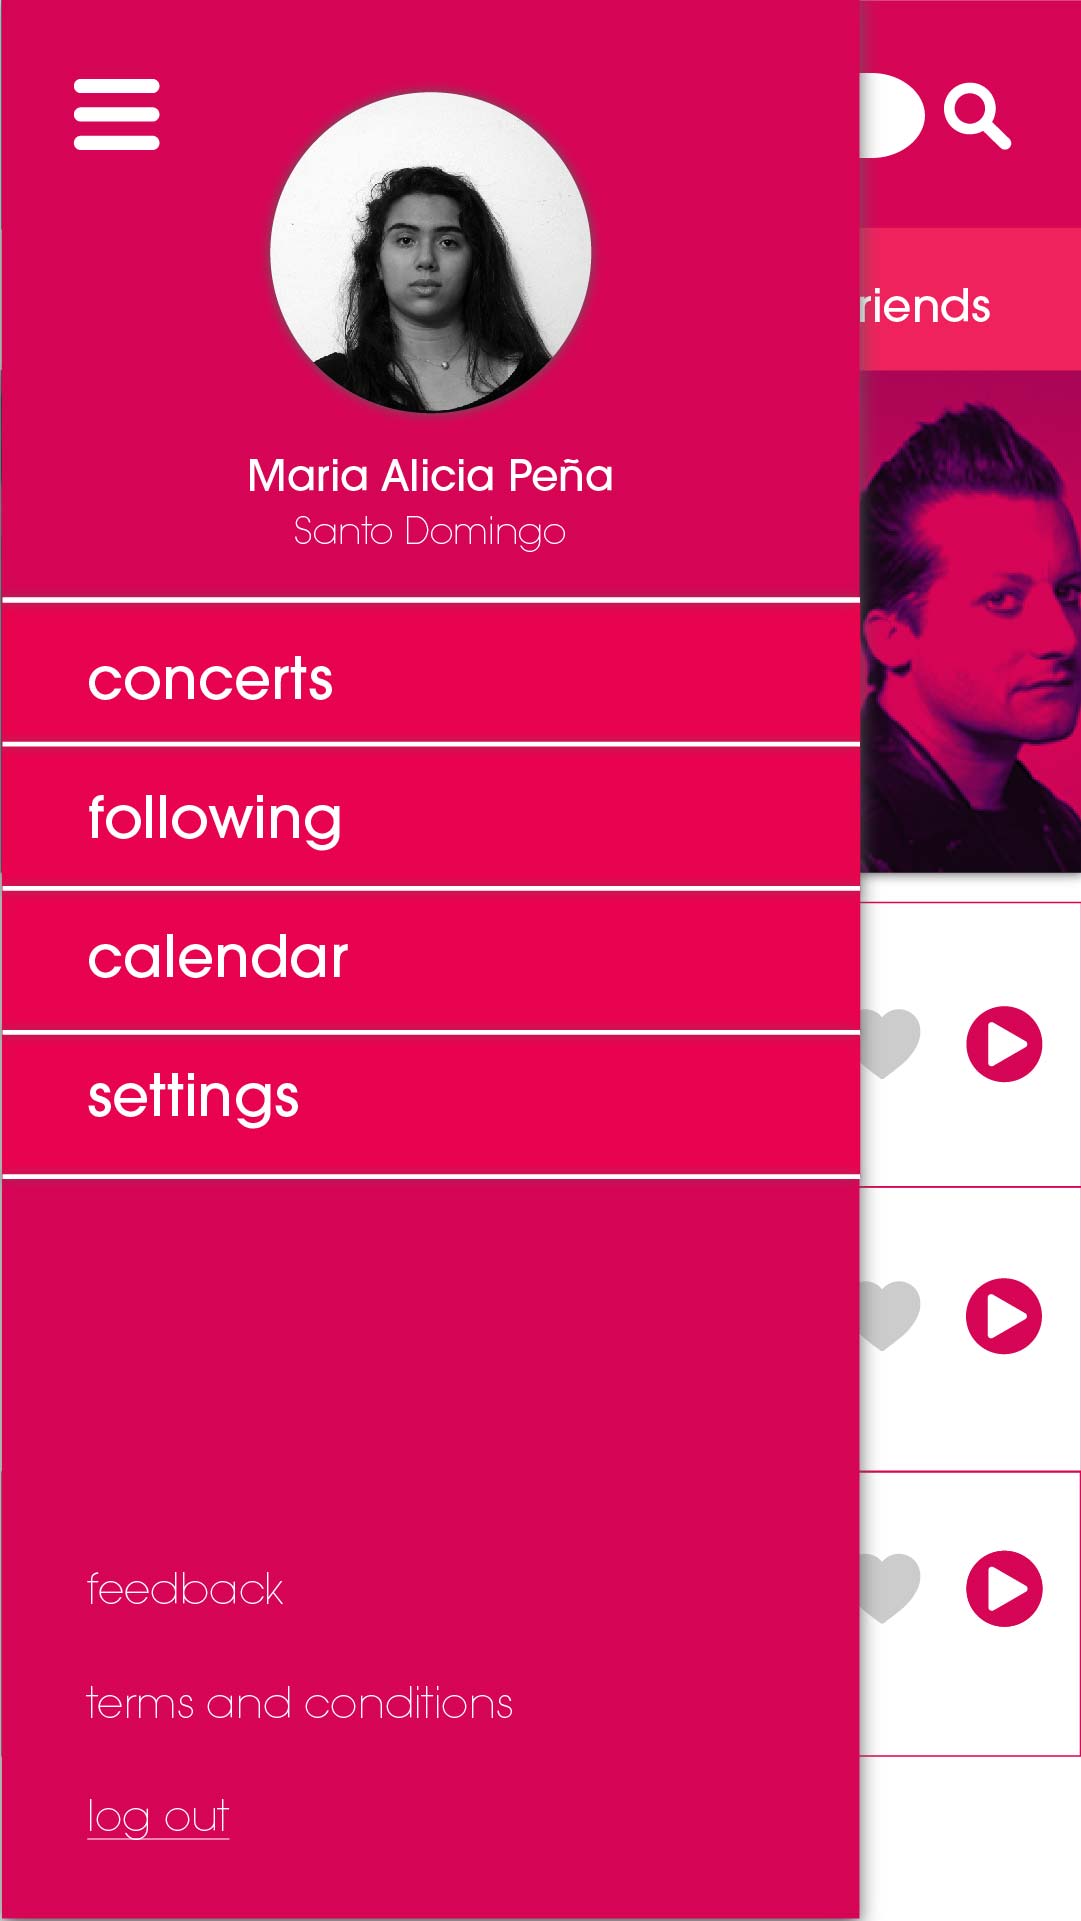 riends
Maria Alicia Peña
Santo Domingo
concerts
following
calendar
settings
feedback
terms and conditions
log out